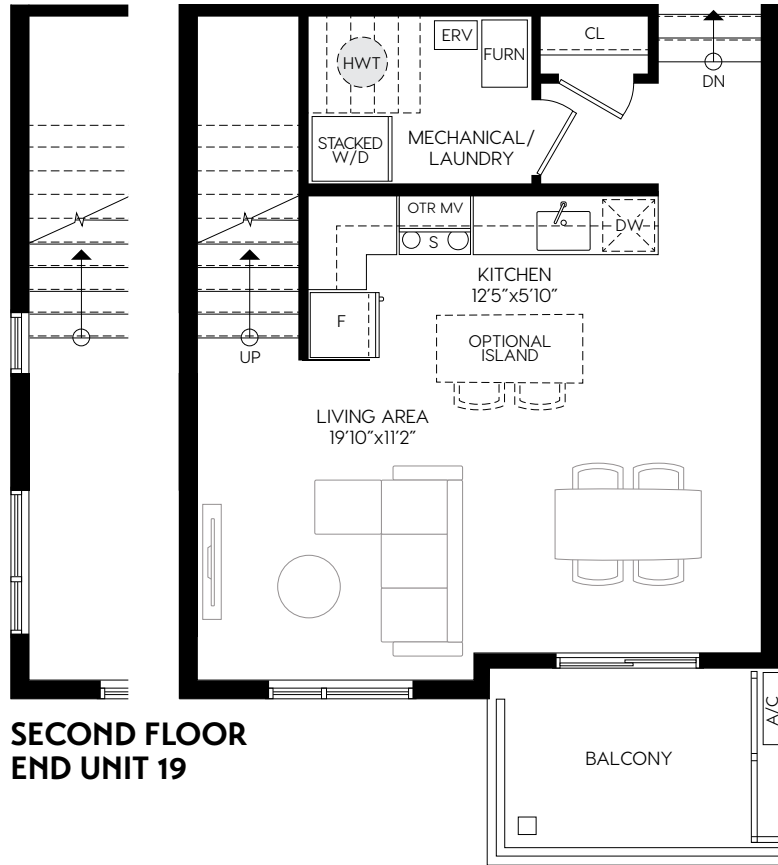 CL
ERV
FURN
HWT
DN
STACKED
W/D
MECHANICAL/
LAUNDRY
OTR MV
S
DW
KITCHEN
12'5"x5'10"
F
OPTIONAL
ISLAND
UP
LIVING AREA
19'10"x11'2"
A/C
BALCONY
SECOND FLOOR
END UNIT 19